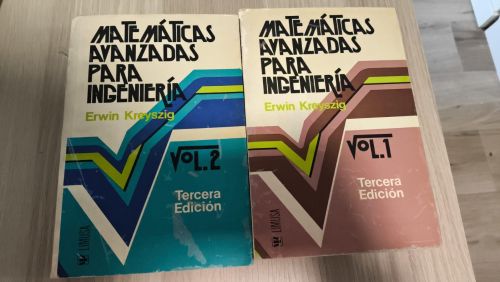 MATEMÁTICAS
AVANZADAS
PARA
INGENIERÍA
Erwin Kreyszig
VOL.2
Tercera
Edición
LIMUSA
MATEMÁTICAS
AVANZADAS
PARA
INGENIERÍA
Erwin Kreyszig
VOL.1
Tercera
Edición
LIMUSA